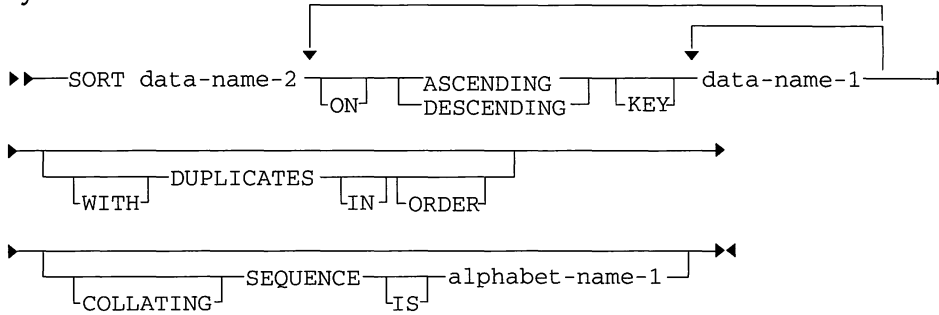 SORT data-name-2 ASCENDING data-name-1
ON DESCENDING KEY
DUPLICATES
WITH IN ORDER
SEQUENCE alphabet-name-1
COLLATING IS